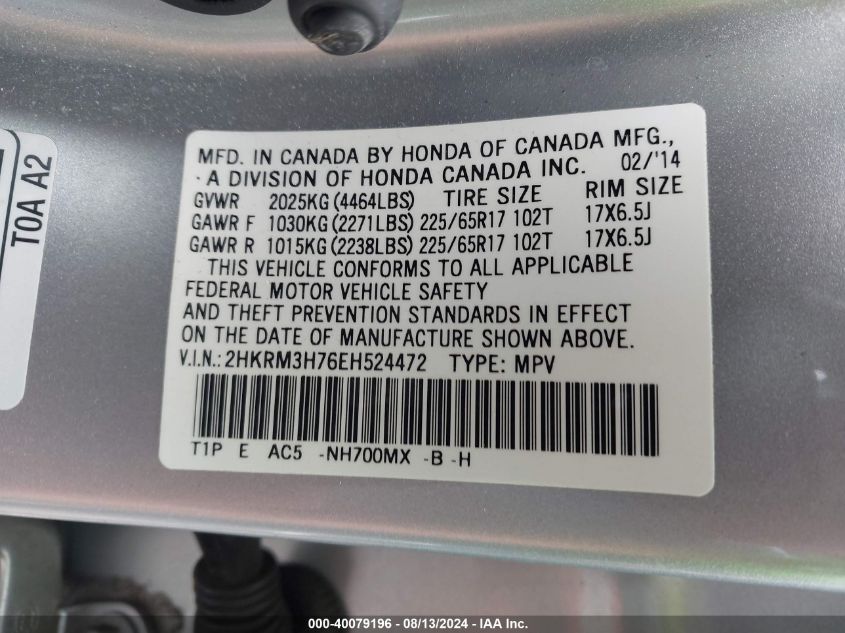 T0A A2
MFD. IN CANADA BY HONDA OF CANADA MFG.,
A DIVISION OF HONDA CANADA INC. 02/'14
GVWR 2025KG (4464LBS) TIRE SIZE RIM SIZE
GAWR F 1030KG (2271LBS) 225/65R17 102T 17X6.5J
GAWR R 1015KG (2238LBS) 225/65R17 102T 17X6.5J
THIS VEHICLE CONFORMS TO ALL APPLICABLE
FEDERAL MOTOR VEHICLE SAFETY
AND THEFT PREVENTION STANDARDS IN EFFECT
ON THE DATE OF MANUFACTURE SHOWN ABOVE.
V.I.N.: 2HKRM3H76EH524472 TYPE: MPV
T1P E AC5 -NH700MX -B -H
000-40079196 - 08/13/2024 - IAA Inc.